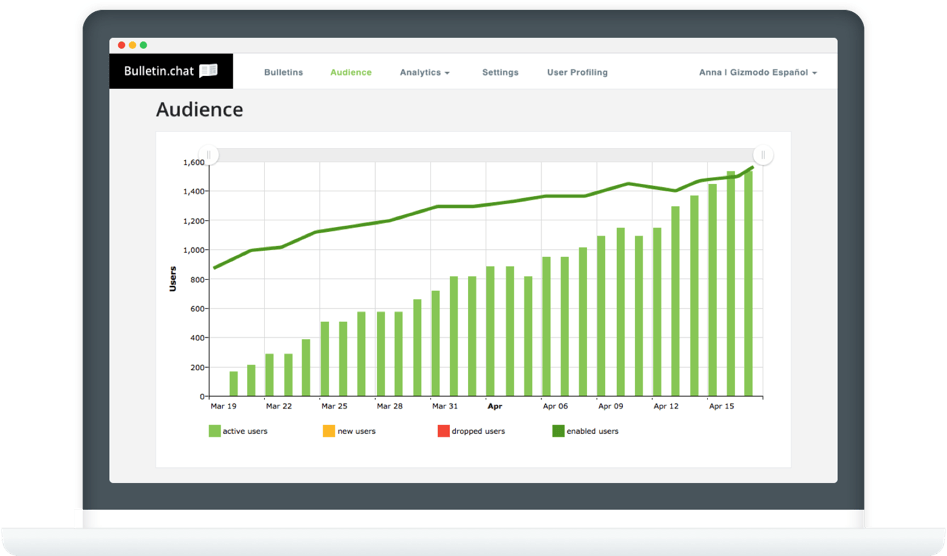 Bulletin.chat
Bulletins Audience Analytics Settings User Profiling Anna | Gizmodo Español
Audience
1,600
1,400
1,200
1,000
800
600
400
200
0
Users
Mar 19 Mar 22 Mar 25 Mar 28 Mar 31 Apr Apr 06 Apr 09 Apr 12 Apr 15
active users new users dropped users enabled users